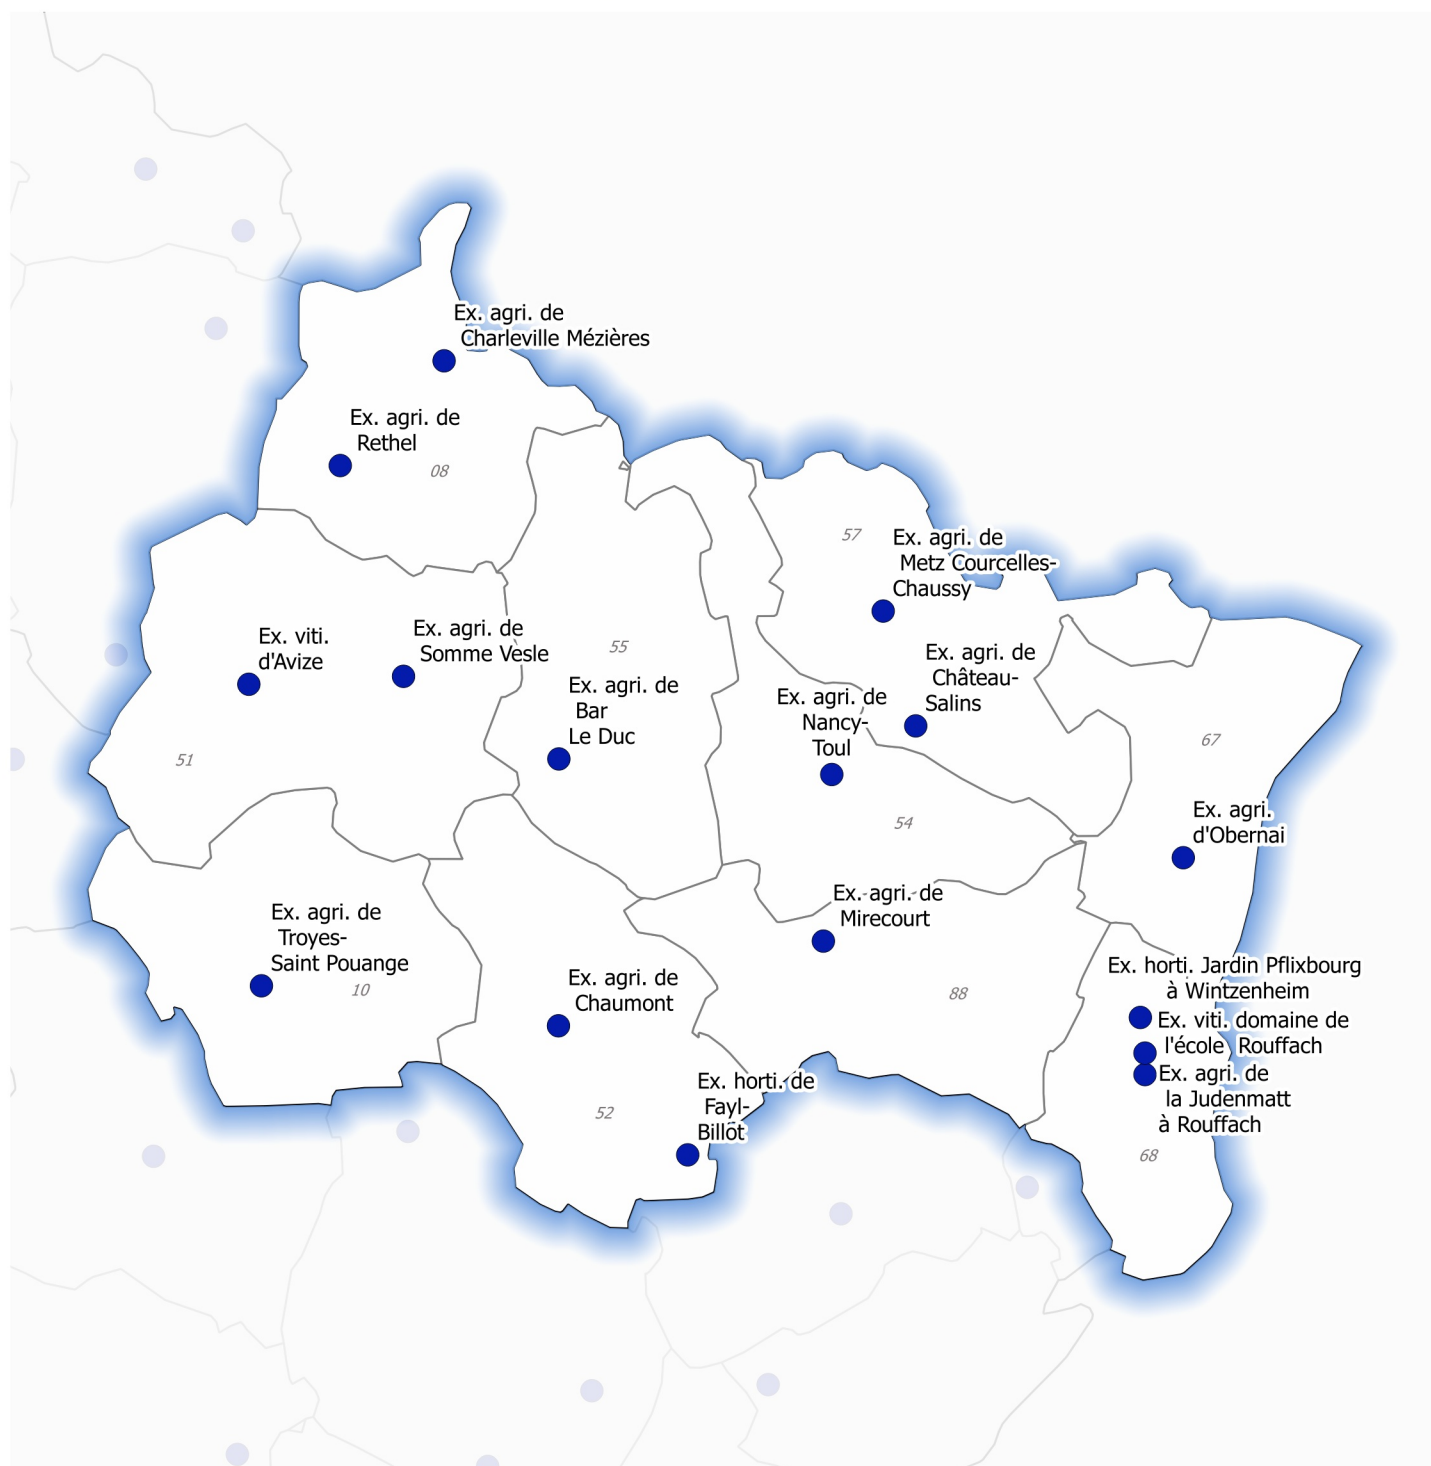 Ex. agri. de
Charleville Mézières
Ex. agri. de
Rethel
08
57
Ex. agri. de
Metz Courcelles-
Chaussy
Ex. viti.
d'Avize
Ex. agri. de
Somme Vesle
55
Ex. agri. de
Bar
Le Duc
Ex. agri. de
Château-
Salins
Ex. agri. de
Nancy-
Toul
51
67
54
Ex. agri.
d'Obernai
Ex. agri. de
Mirecourt
Ex. agri. de
Troyes-
Saint Pouange
10
Ex. agri. de
Chaumont
88
Ex. horti. Jardin Pflixbourg
à Wintzenheim
Ex. viti. domaine de
l'école Rouffach
Ex. agri. de
la Judenmatt
à Rouffach
Ex. horti. de
Fayl-
Billot
52
68